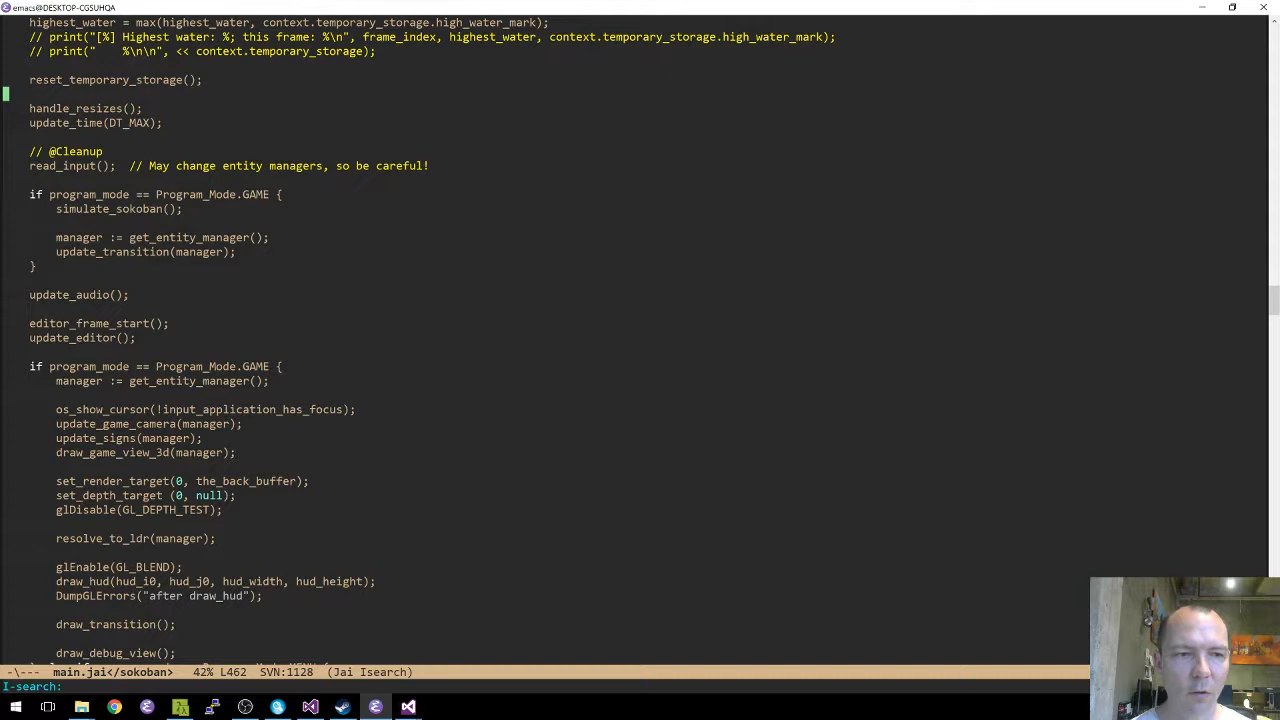 emacs@DESKTOP-CGSUHQA
highest_water = max(highest_water, context.temporary_storage.high_water_mark);
// print("[%] Highest water: %; this frame: %\n", frame_index, highest_water, context.temporary_storage.high_water_mark);
// print("    %\n\n", << context.temporary_storage);
reset_temporary_storage();
handle_resizes();
update_time(DT_MAX);
// @Cleanup
read_input();  // May change entity managers, so be careful!
if program_mode == Program_Mode.GAME {
simulate_sokoban();
manager := get_entity_manager();
update_transition(manager);
}
update_audio();
editor_frame_start();
update_editor();
if program_mode == Program_Mode.GAME {
manager := get_entity_manager();
os_show_cursor(!input_application_has_focus);
update_game_camera(manager);
update_signs(manager);
draw_game_view_3d(manager);
set_render_target(0, the_back_buffer);
set_depth_target (0, null);
glDisable(GL_DEPTH_TEST);
resolve_to_ldr(manager);
glEnable(GL_BLEND);
draw_hud(hud_i0, hud_j0, hud_width, hud_height);
DumpGLErrors("after draw_hud");
draw_transition();
draw_debug_view();
-\---  main.jai</sokoban>   42% L462   SVN:1128  (Jai Isearch)
I-search: